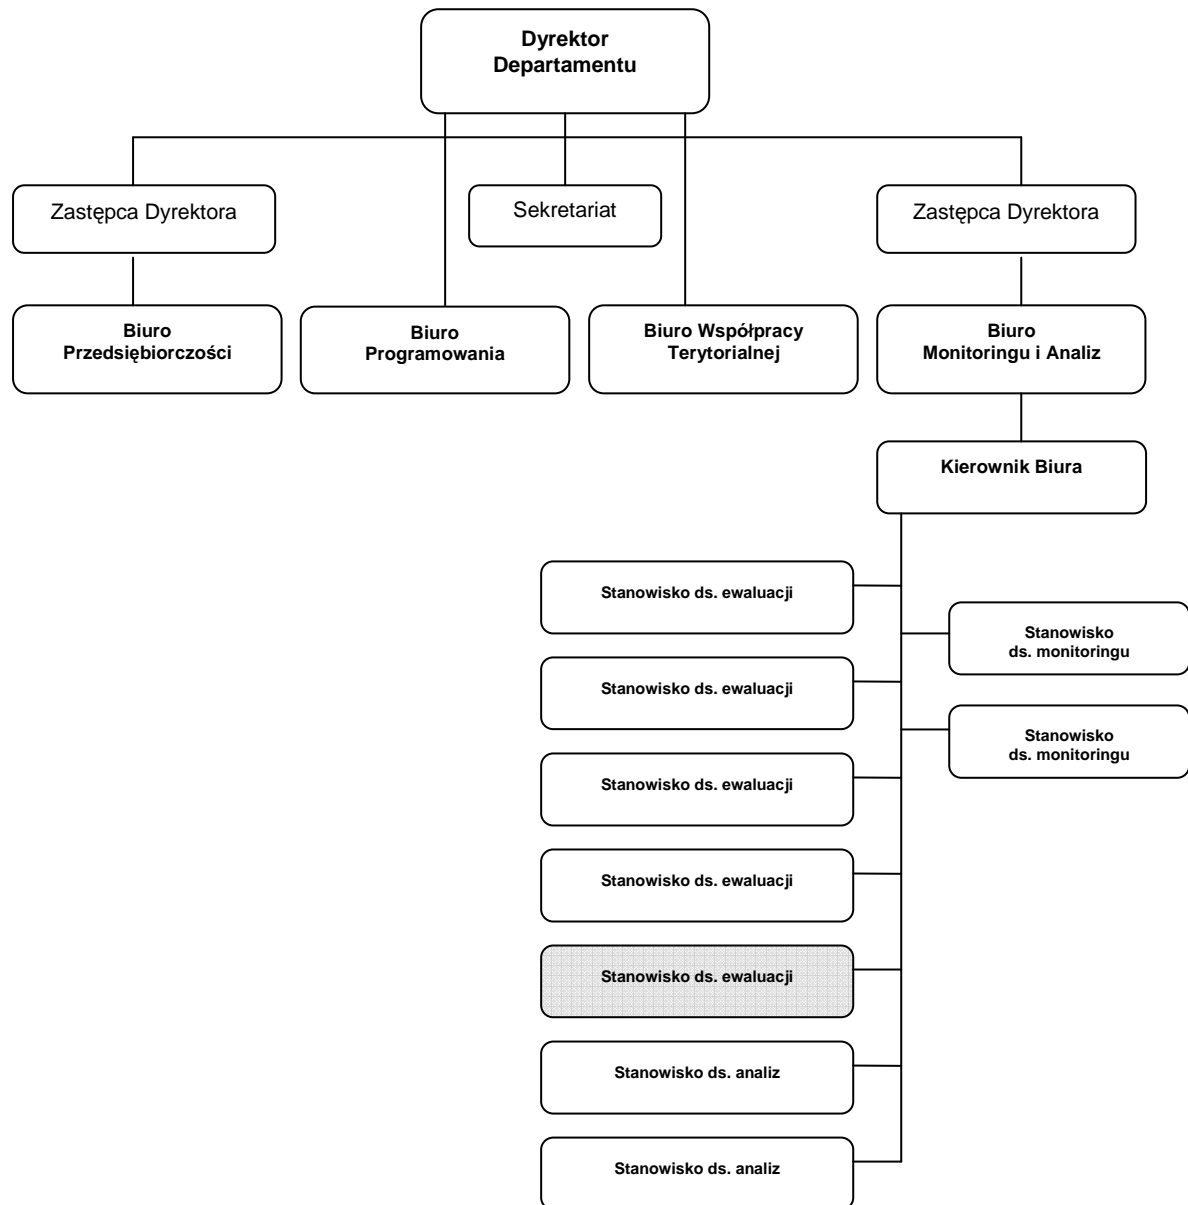 Dyrektor
Departamentu
Zastępca Dyrektora
Sekretariat
Zastępca Dyrektora
Biuro
Przedsiębiorczości
Biuro
Programowania
Biuro Współpracy
Terytorialnej
Biuro
Monitoringu i Analiz
Kierownik Biura
Stanowisko ds. ewaluacji
Stanowisko
ds. monitoringu
Stanowisko ds. ewaluacji
Stanowisko
ds. monitoringu
Stanowisko ds. ewaluacji
Stanowisko ds. ewaluacji
Stanowisko ds. ewaluacji
Stanowisko ds. analiz
Stanowisko ds. analiz